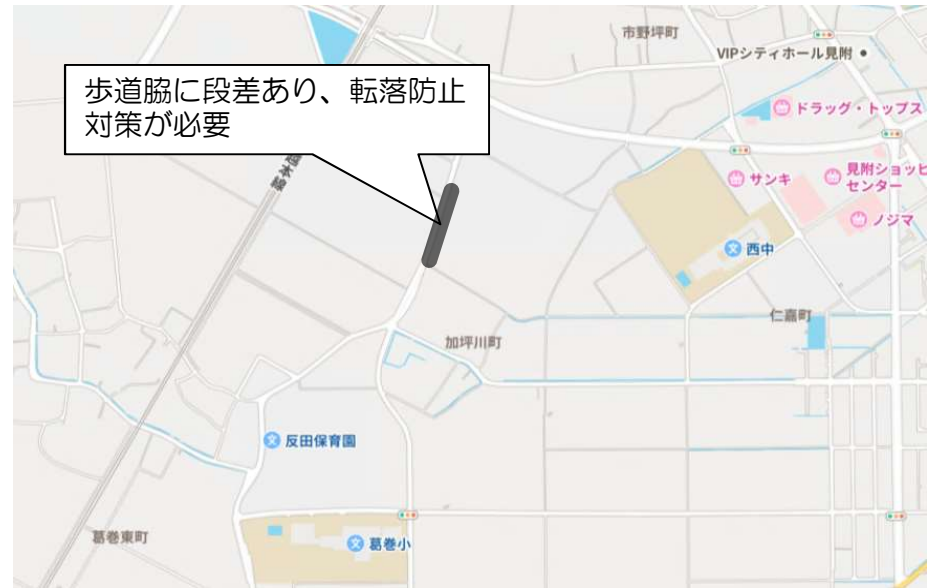 市野坪町
VIPシティホール見附
歩道脇に段差あり、転落防止
対策が必要
ドラッグ・トップス
サンキ
見附ショッピ
センター
ノジマ
西中
仁嘉町
加坪川町
反田保育園
葛巻東町
葛巻小